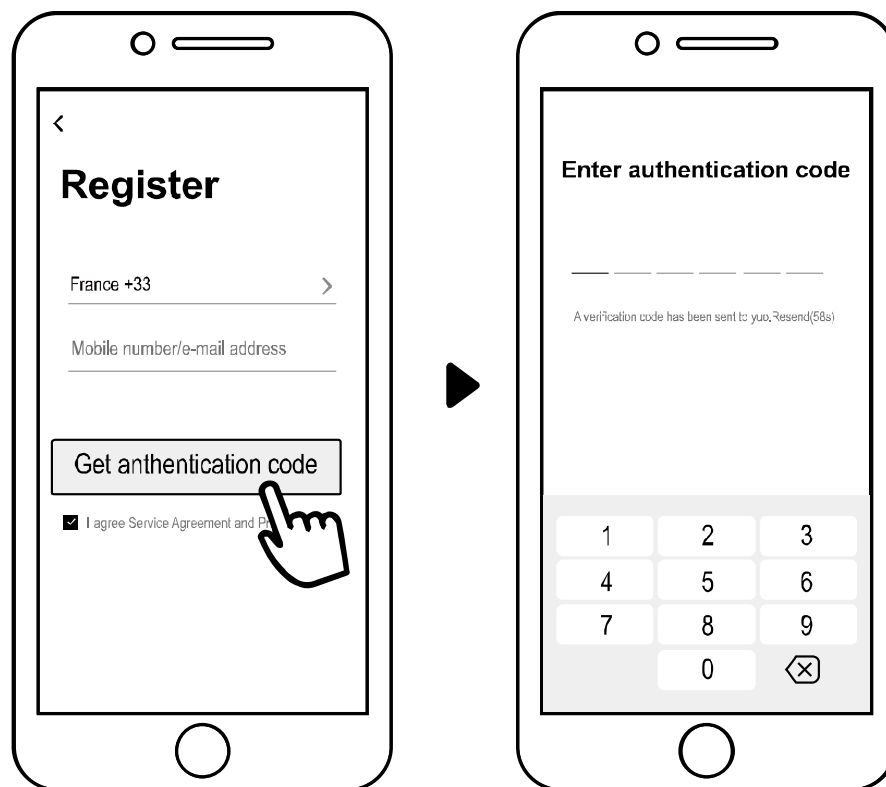 Register
France +33
Mobile number/e-mail address
Get anthentication code
I agree Service Agreement and Pr
Enter authentication code
A verification code has been sent to yuo.Resend(58s)
1 2 3
4 5 6
7 8 9
0